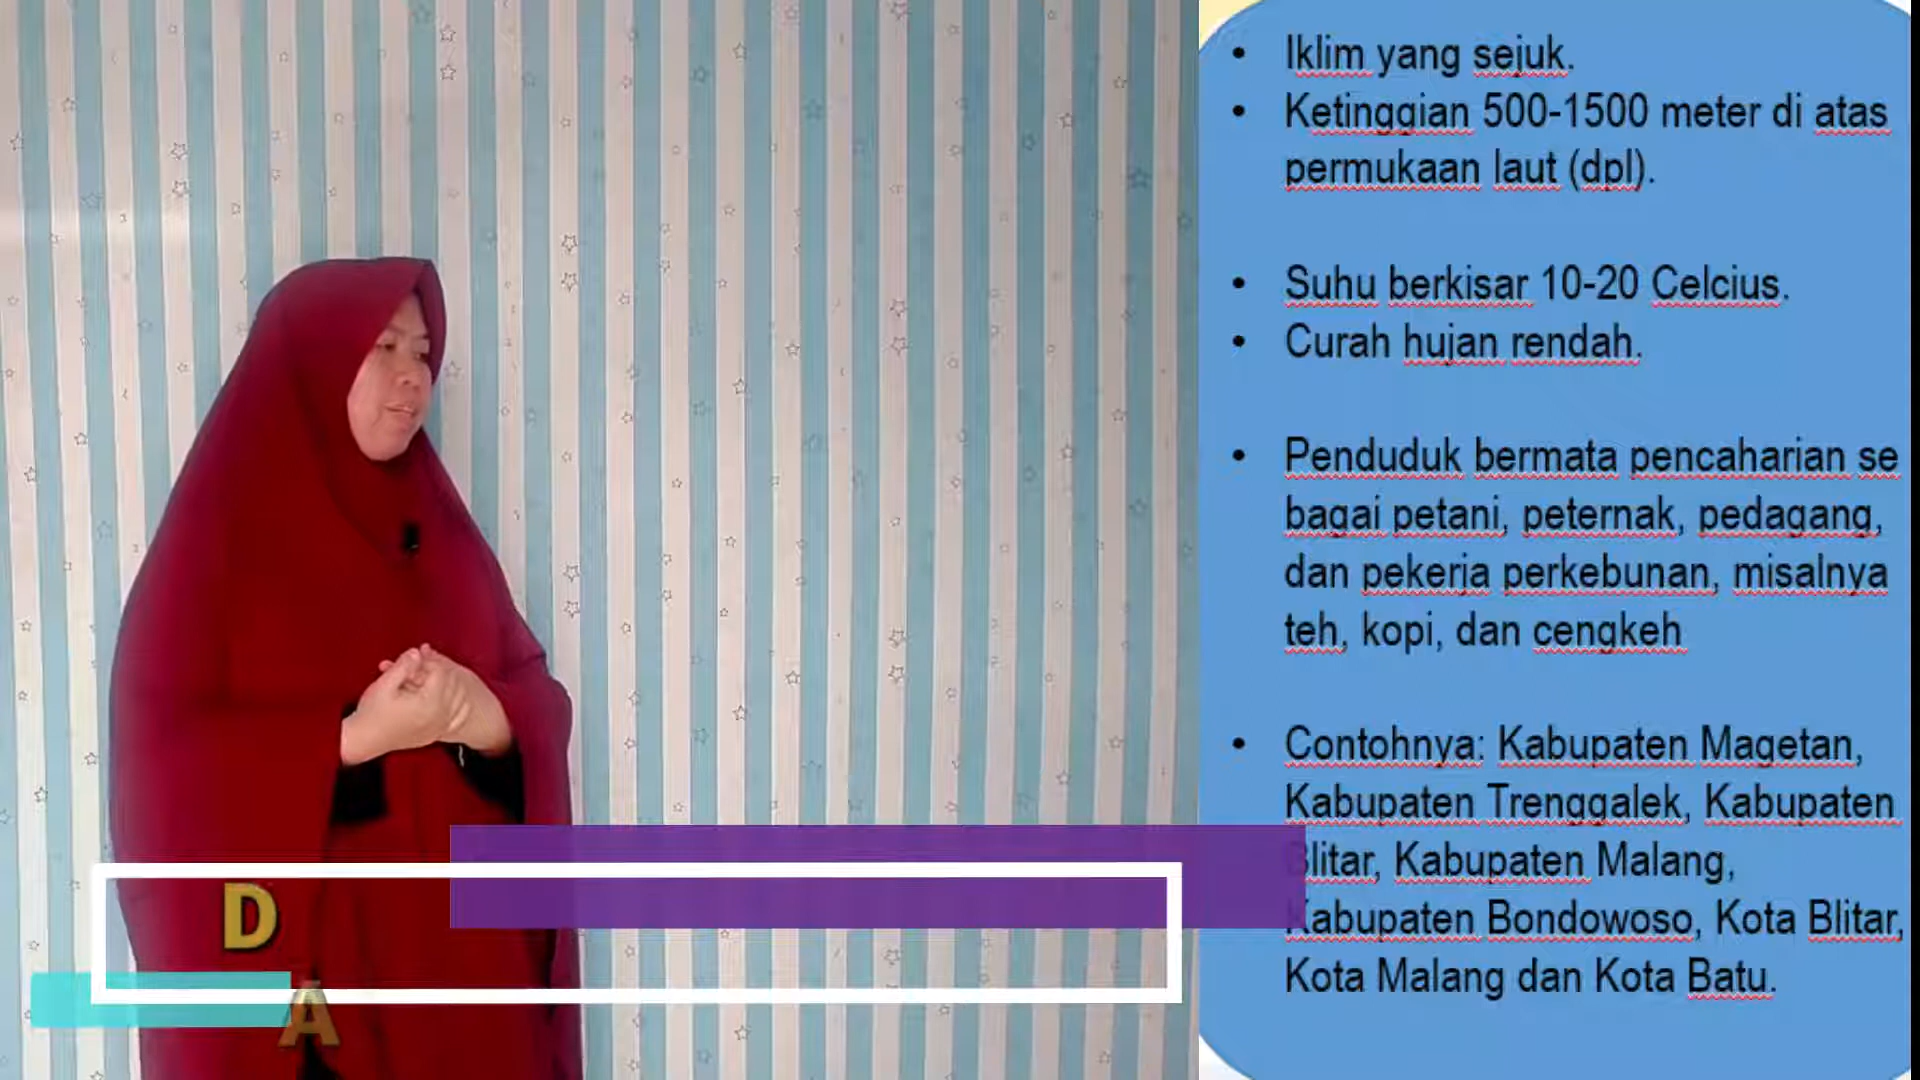 • Iklim yang sejuk.
• Ketinggian 500-1500 meter di atas
permukaan laut (dpl).
• Suhu berkisar 10-20 Celcius.
• Curah hujan rendah.
• Penduduk bermata pencaharian se
bagai petani, peternak, pedagang,
dan pekerja perkebunan, misalnya
teh, kopi, dan cengkeh
• Contohnya: Kabupaten Magetan,
Kabupaten Trenggalek, Kabupaten
Blitar, Kabupaten Malang,
Kabupaten Bondowoso, Kota Blitar,
Kota Malang dan Kota Batu.
D
A